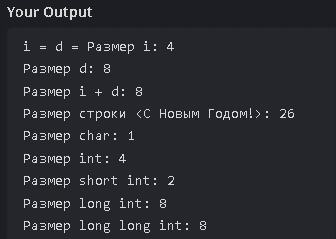 Your Output
i = d = Размер i: 4
Размер d: 8
Размер i + d: 8
Размер строки <С Новым Годом!>: 26
Размер char: 1
Размер int: 4
Размер short int: 2
Размер long int: 8
Размер long long int: 8